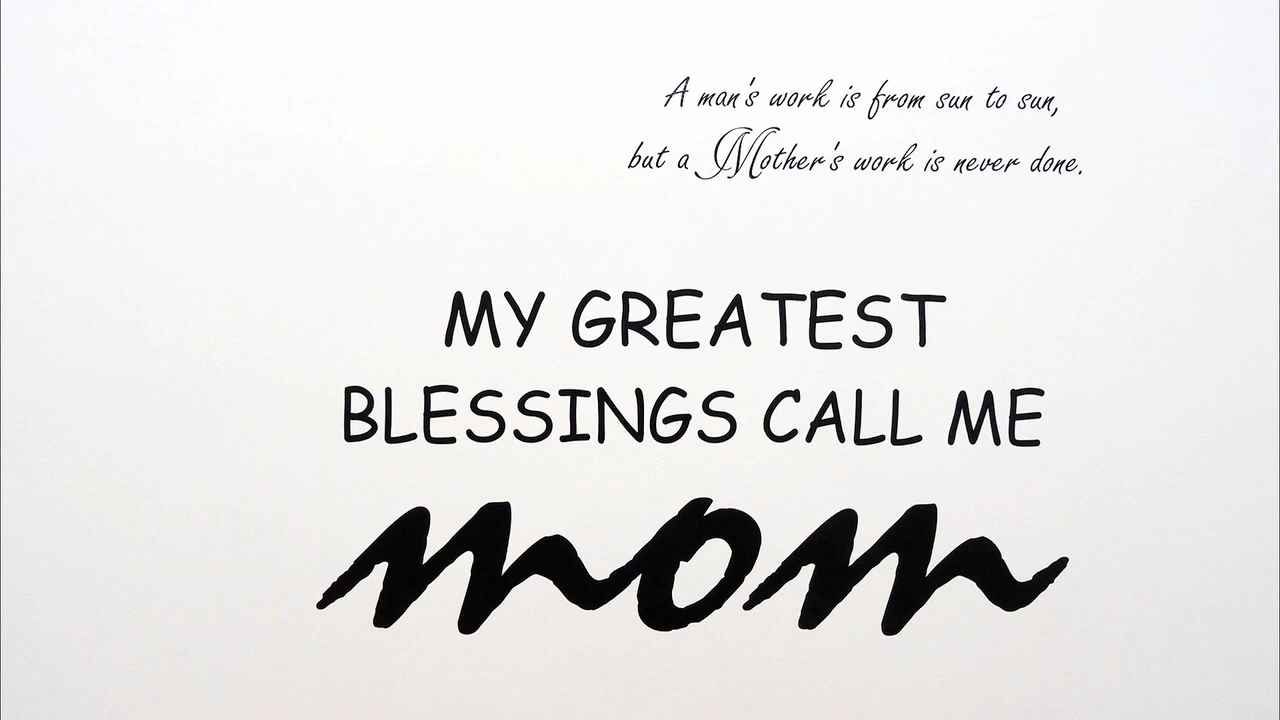 A man's work is from sun to sun,
but a Mother's work is never done.
MY GREATEST
BLESSINGS CALL ME
mom